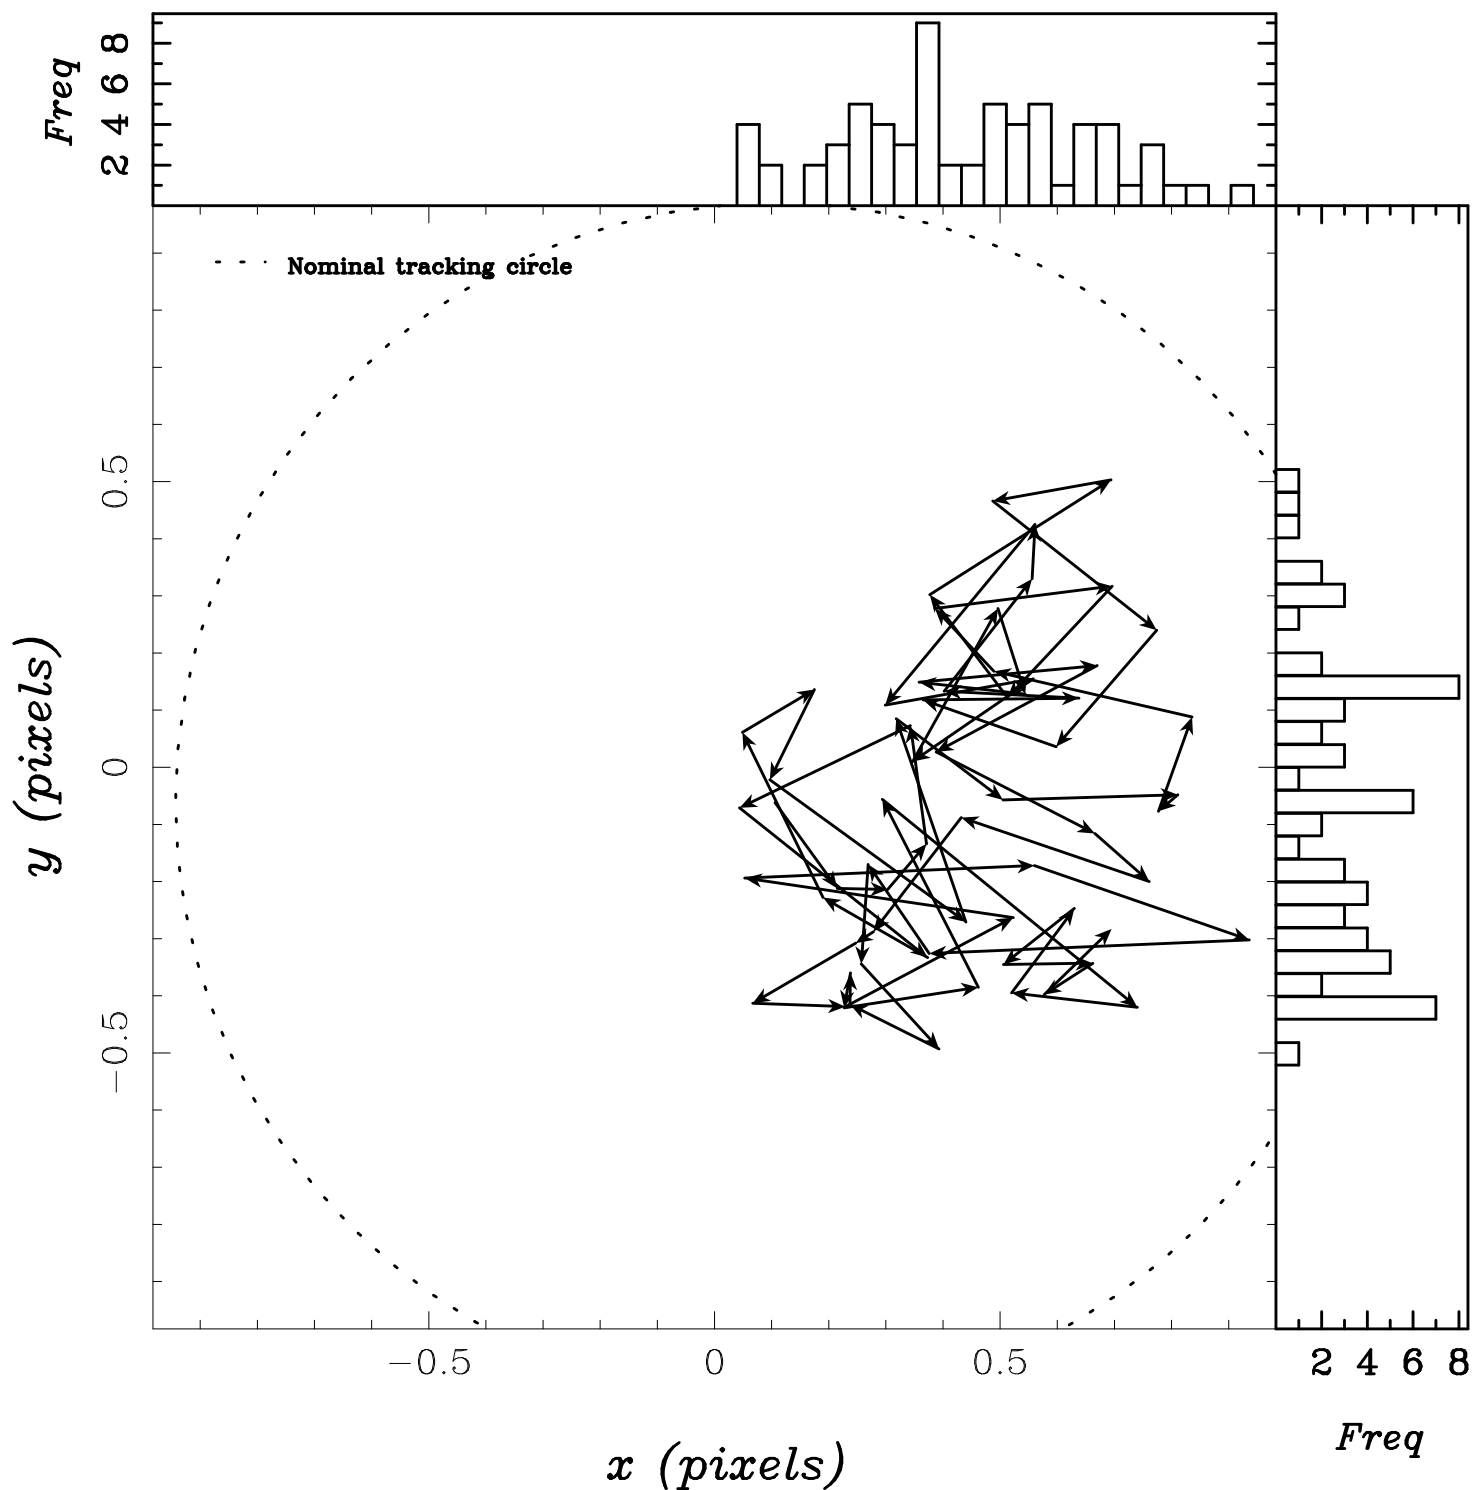 Freq
2 4 6 8
Nominal tracking circle
y (pixels)
0.5
0
−0.5
−0.5 0 0.5
x (pixels)
2 4 6 8
Freq